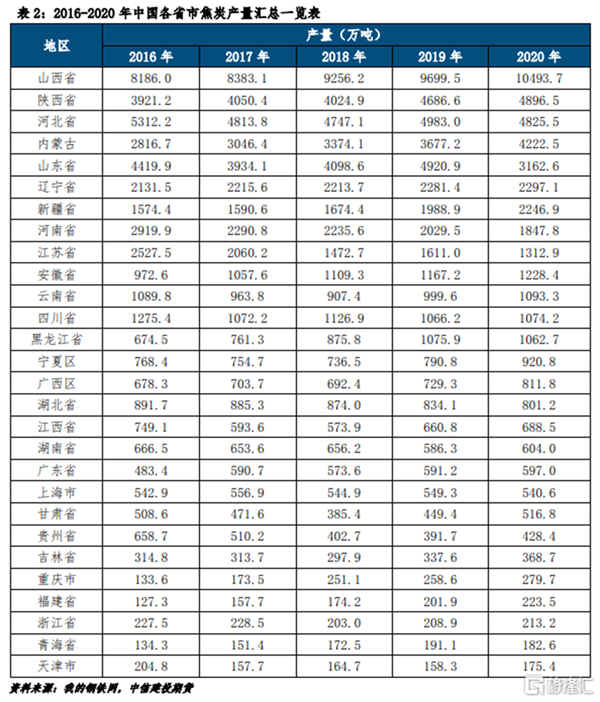 表 2：2016-2020 年中国各省市焦炭产量汇总一览表
地区 产量（万吨）
2016 年 2017 年 2018 年 2019 年 2020 年
山西省 8186.0 8383.1 9256.2 9699.5 10493.7
陕西省 3921.2 4050.4 4024.9 4686.6 4896.5
河北省 5312.2 4813.8 4747.1 4983.0 4825.5
内蒙古 2816.7 3046.4 3374.1 3677.2 4222.5
山东省 4419.9 3934.1 4098.6 4920.9 3162.6
辽宁省 2131.5 2215.6 2213.7 2281.4 2297.1
新疆省 1574.4 1590.6 1674.4 1988.9 2246.9
河南省 2919.9 2290.8 2235.6 2029.5 1847.8
江苏省 2527.5 2060.2 1472.7 1611.0 1312.9
安徽省 972.6 1057.6 1109.3 1167.2 1228.4
云南省 1089.8 963.8 907.4 999.6 1093.3
四川省 1275.4 1072.2 1126.9 1066.2 1074.2
黑龙江省 674.5 761.3 875.8 1075.9 1062.7
宁夏区 768.4 754.7 736.5 790.8 920.8
广西区 678.3 703.7 692.4 729.3 811.8
湖北省 891.7 885.3 874.0 834.1 801.2
江西省 749.1 593.6 573.9 660.8 688.5
湖南省 666.5 653.6 656.2 586.3 604.0
广东省 483.4 590.7 573.6 591.2 597.0
上海市 542.9 556.9 544.9 549.3 540.6
甘肃省 508.6 471.6 385.4 449.4 516.8
贵州省 658.7 510.2 402.7 391.7 428.4
吉林省 314.8 313.7 297.9 337.6 368.7
重庆市 133.6 173.5 251.1 258.6 279.7
福建省 127.3 157.7 174.2 201.9 223.5
浙江省 227.5 228.5 203.0 208.9 213.2
青海省 134.3 151.4 172.5 191.1 182.6
天津市 204.8 157.7 164.7 158.3 175.4
资料来源：我的钢铁网，中信建投期货
格隆汇